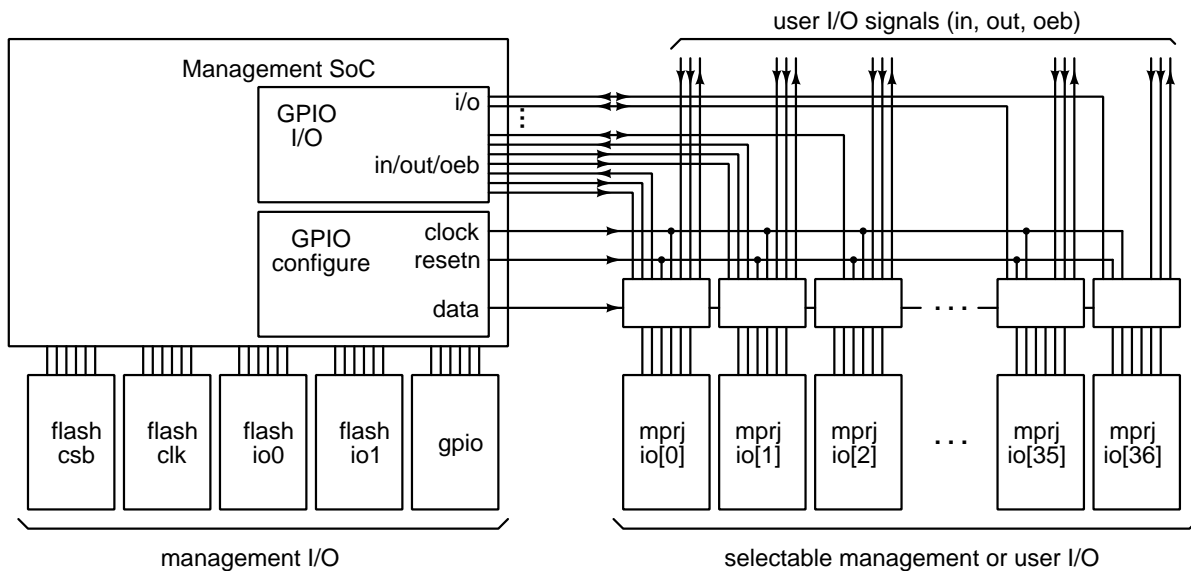 user I/O signals (in, out, oeb)
Management SoC
GPIO
I/O
i/o
in/out/oeb
GPIO
configure
clock
resetn
data
flash
csb
flash
clk
flash
io0
flash
io1
gpio
mprj
io[0]
mprj
io[1]
mprj
io[2]
mprj
io[35]
mprj
io[36]
management I/O
selectable management or user I/O